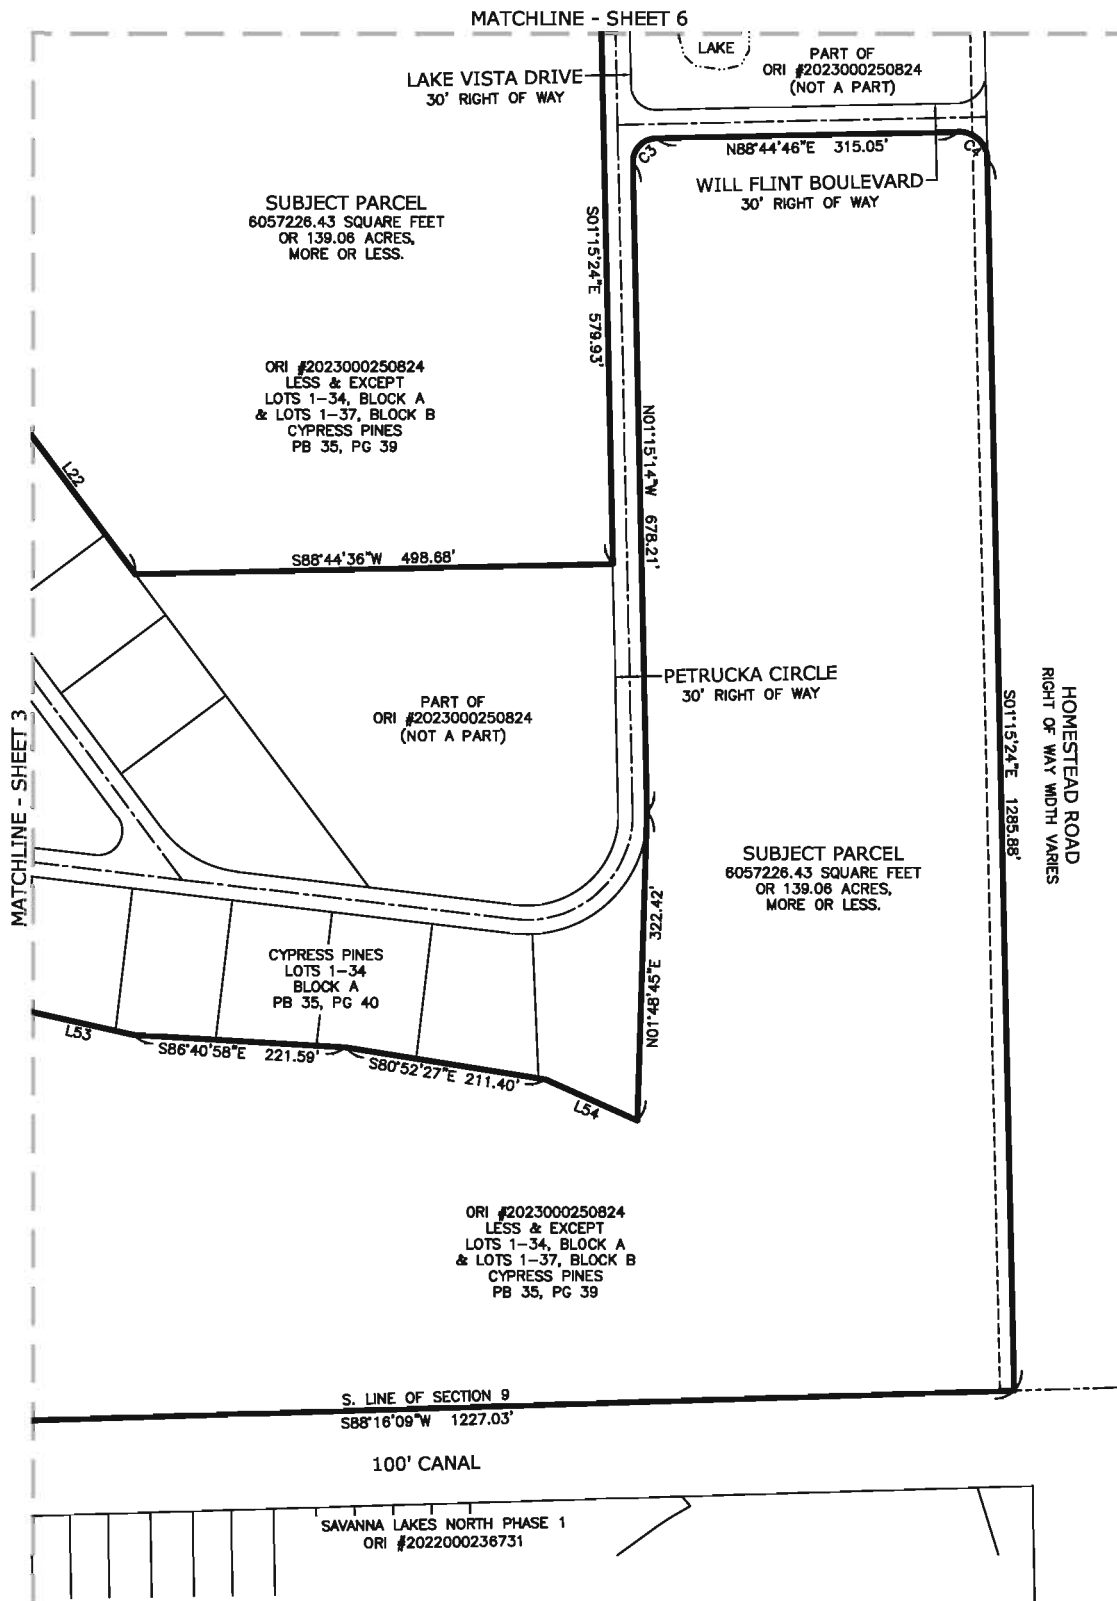 MATCHLINE - SHEET 6
LAKE
PART OF
ORI #2023000250824
(NOT A PART)
LAKE VISTA DRIVE
30' RIGHT OF WAY
C3
N88°44'46"E 315.05'
C4
WILL FLINT BOULEVARD
30' RIGHT OF WAY
SUBJECT PARCEL
6057226.43 SQUARE FEET
OR 139.06 ACRES,
MORE OR LESS.
S01°15'24"E 579.93'
ORI #2023000250824
LESS & EXCEPT
LOTS 1-34, BLOCK A
& LOTS 1-37, BLOCK B
CYPRESS PINES
PB 35, PG 39
N01°15'14"W 678.21'
L22
S88°44'36"W 498.68'
PETRUCKA CIRCLE
30' RIGHT OF WAY
PART OF
ORI #2023000250824
(NOT A PART)
MATCHLINE - SHEET 3
S01°15'24"E 1285.88'
HOMESTEAD ROAD
RIGHT OF WAY WIDTH VARIES
SUBJECT PARCEL
6057226.43 SQUARE FEET
OR 139.06 ACRES,
MORE OR LESS.
N01°48'45"E 322.42'
CYPRESS PINES
LOTS 1-34
BLOCK A
PB 35, PG 40
L53
S86°40'58"E 221.59'
S80°52'27"E 211.40'
L54
ORI #2023000250824
LESS & EXCEPT
LOTS 1-34, BLOCK A
& LOTS 1-37, BLOCK B
CYPRESS PINES
PB 35, PG 39
S. LINE OF SECTION 9
S88°16'09"W 1227.03'
100' CANAL
SAVANNA LAKES NORTH PHASE 1
ORI #2022000236731